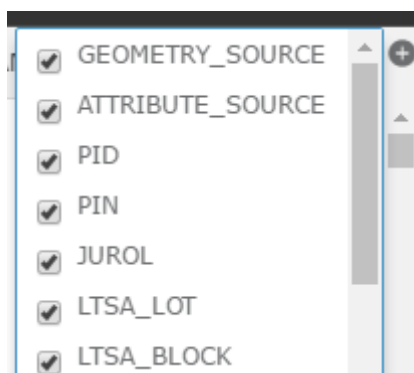 GEOMETRY_SOURCE
ATTRIBUTE_SOURCE
PID
PIN
JUROL
LTSA_LOT
LTSA_BLOCK